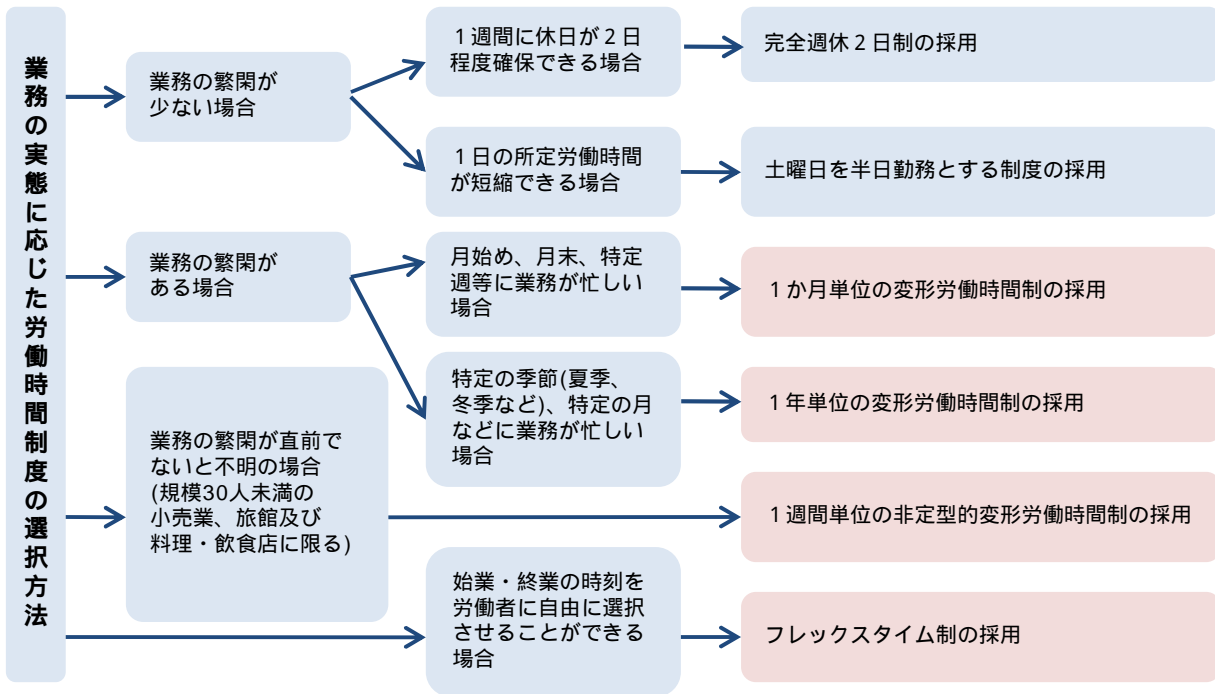 業務の実態に応じた労働時間制度の選択方法
業務の繁閑が
少ない場合
１週間に休日が２日
程度確保できる場合
完全週休２日制の採用
１日の所定労働時間
が短縮できる場合
土曜日を半日勤務とする制度の採用
業務の繁閑が
ある場合
月始め、月末、特定
週等に業務が忙しい
場合
１か月単位の変形労働時間制の採用
特定の季節(夏季、
冬季など)、特定の月
などに業務が忙しい
場合
１年単位の変形労働時間制の採用
業務の繁閑が直前で
ないと不明の場合
(規模30人未満の
小売業、旅館及び
料理・飲食店に限る)
１週間単位の非定型的変形労働時間制の採用
始業・終業の時刻を
労働者に自由に選択
させることができる
場合
フレックスタイム制の採用